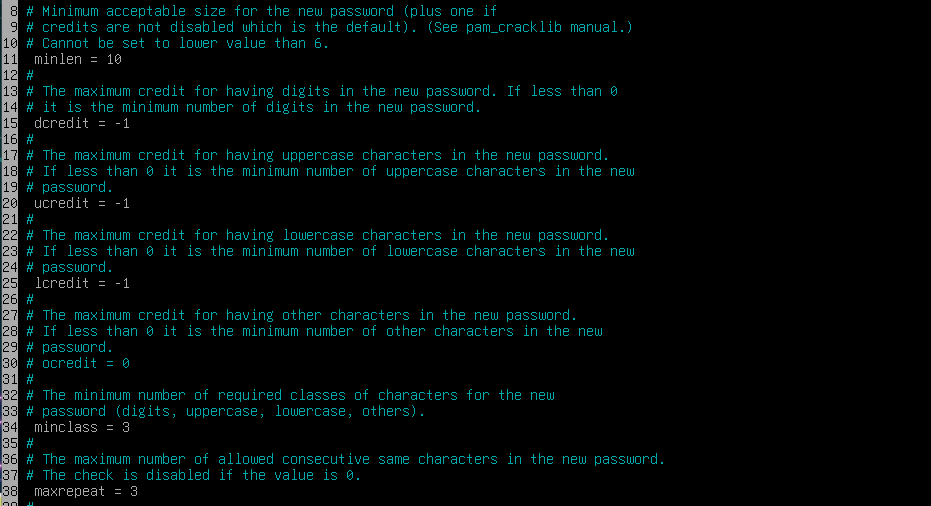 8 # Minimum acceptable size for the new password (plus one if
9 # credits are not disabled which is the default). (See pam_cracklib manual.)
10 # Cannot be set to lower value than 6.
11  minlen = 10
12 #
13 # The maximum credit for having digits in the new password. If less than 0
14 # it is the minimum number of digits in the new password.
15  dcredit = -1
16 #
17 # The maximum credit for having uppercase characters in the new password.
18 # If less than 0 it is the minimum number of uppercase characters in the new
19 # password.
20  ucredit = -1
21 #
22 # The maximum credit for having lowercase characters in the new password.
23 # If less than 0 it is the minimum number of lowercase characters in the new
24 # password.
25  lcredit = -1
26 #
27 # The maximum credit for having other characters in the new password.
28 # If less than 0 it is the minimum number of other characters in the new
29 # password.
30 # ocredit = 0
31 #
32 # The minimum number of required classes of characters for the new
33 # password (digits, uppercase, lowercase, others).
34  minclass = 3
35 #
36 # The maximum number of allowed consecutive same characters in the new password.
37 # The check is disabled if the value is 0.
38  maxrepeat = 3